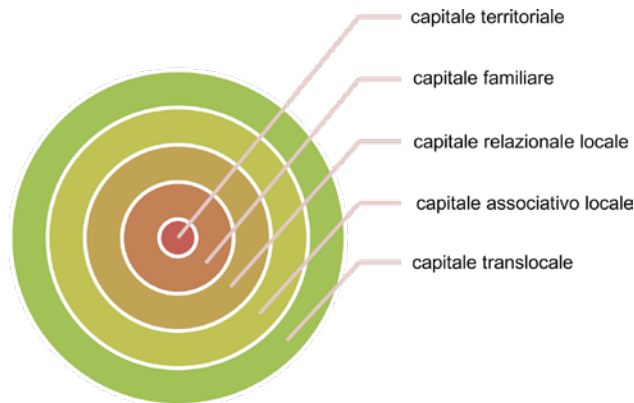 capitale territoriale
capitale familiare
capitale relazionale locale
capitale associativo locale
capitale translocale